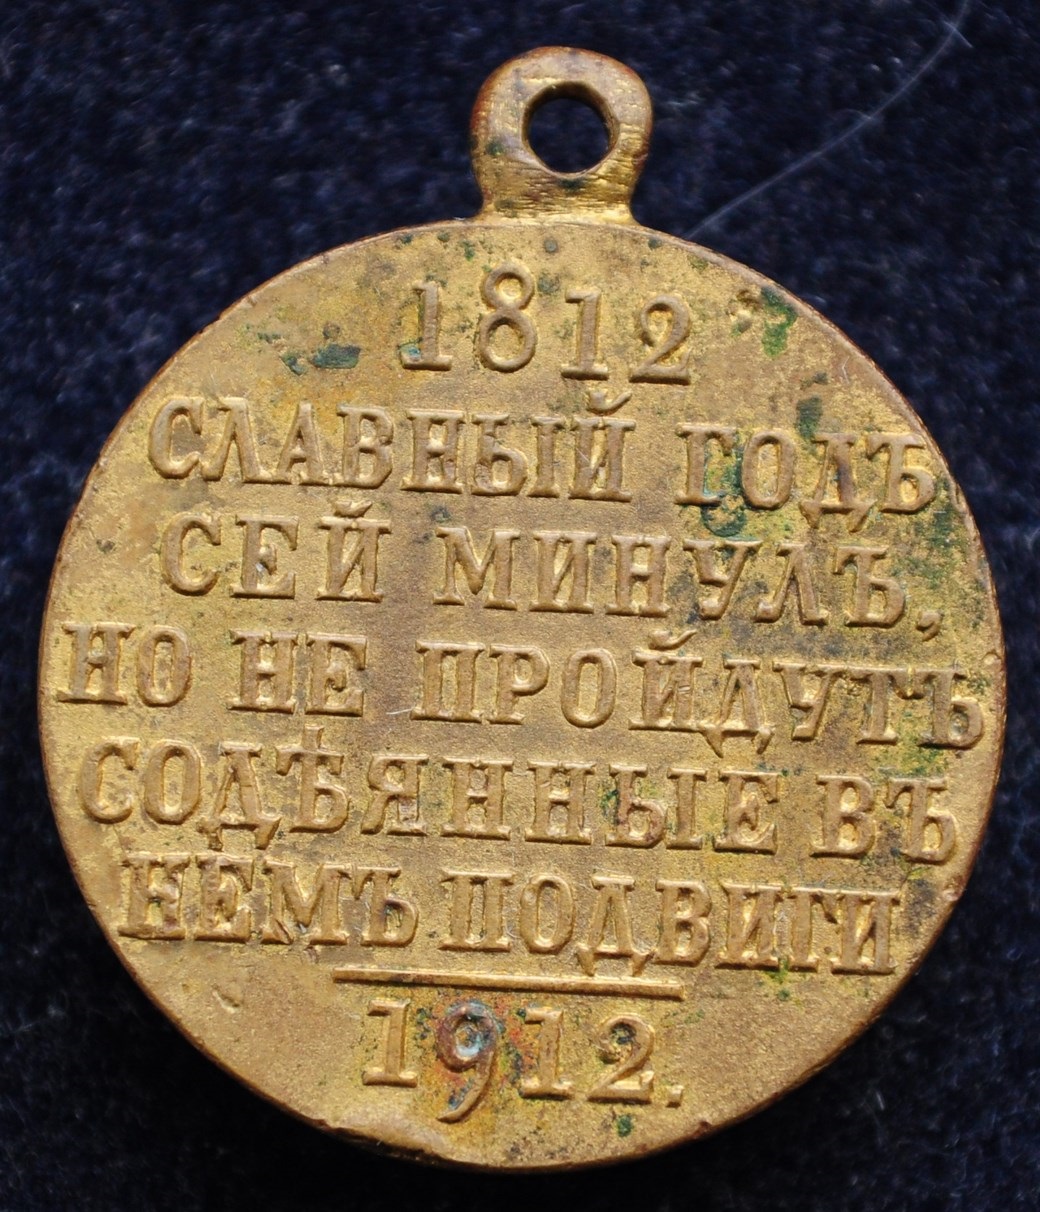 1812
СЛАВНЫЙ ГОДЪ
СЕЙ МИНУЛЪ,
НО НЕ ПРОЙДУТЪ
СОДѢЯННЫЕ ВЪ
НЕМЪ ПОДВИГИ
1912.